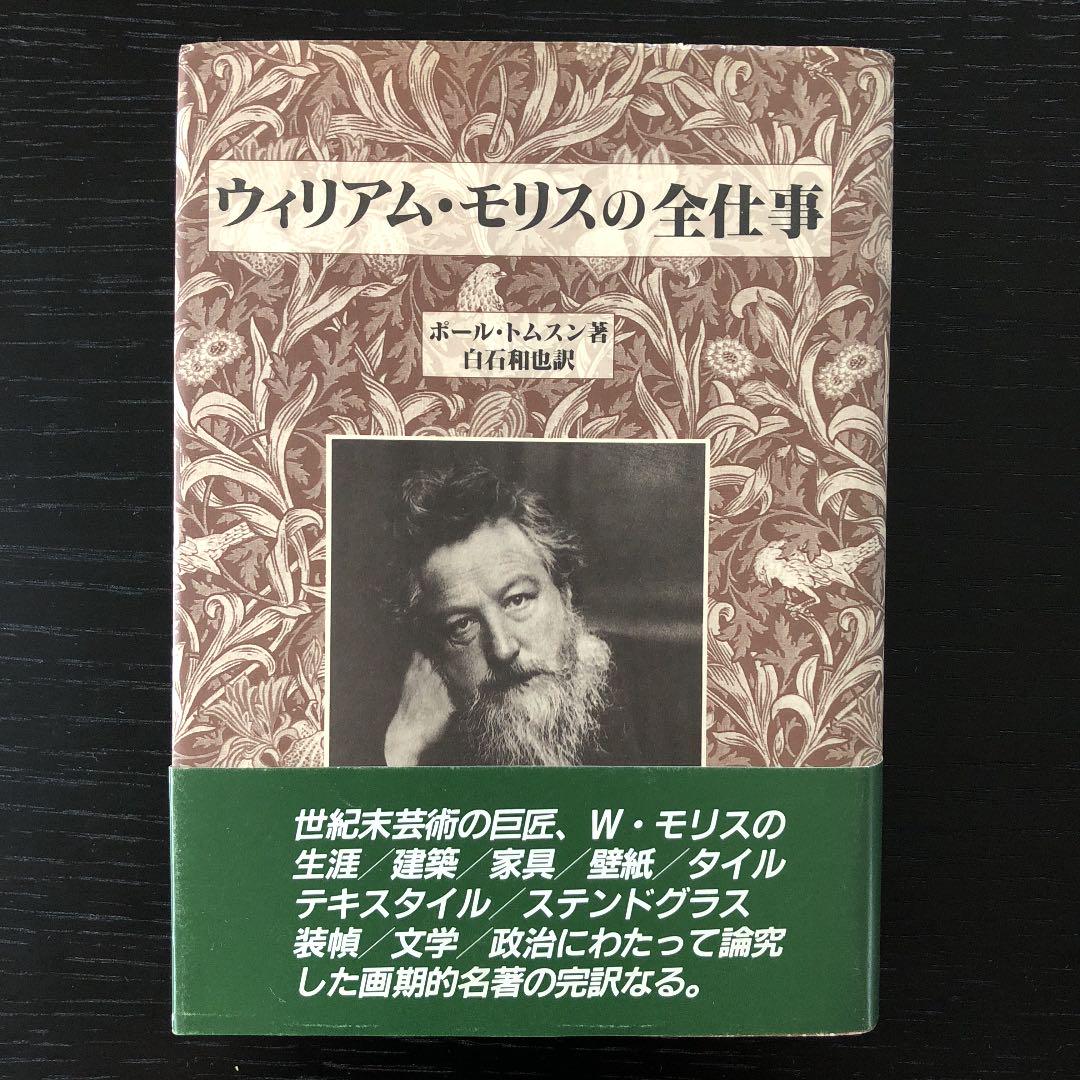 ウィリアム・モリスの全仕事
ポール・トムスン著
白石和也訳
世紀末芸術の巨匠、W・モリスの
生涯／建築／家具／壁紙／タイル
テキスタイル／ステンドグラス
装幀／文学／政治にわたって論究
した画期的名著の完訳なる。